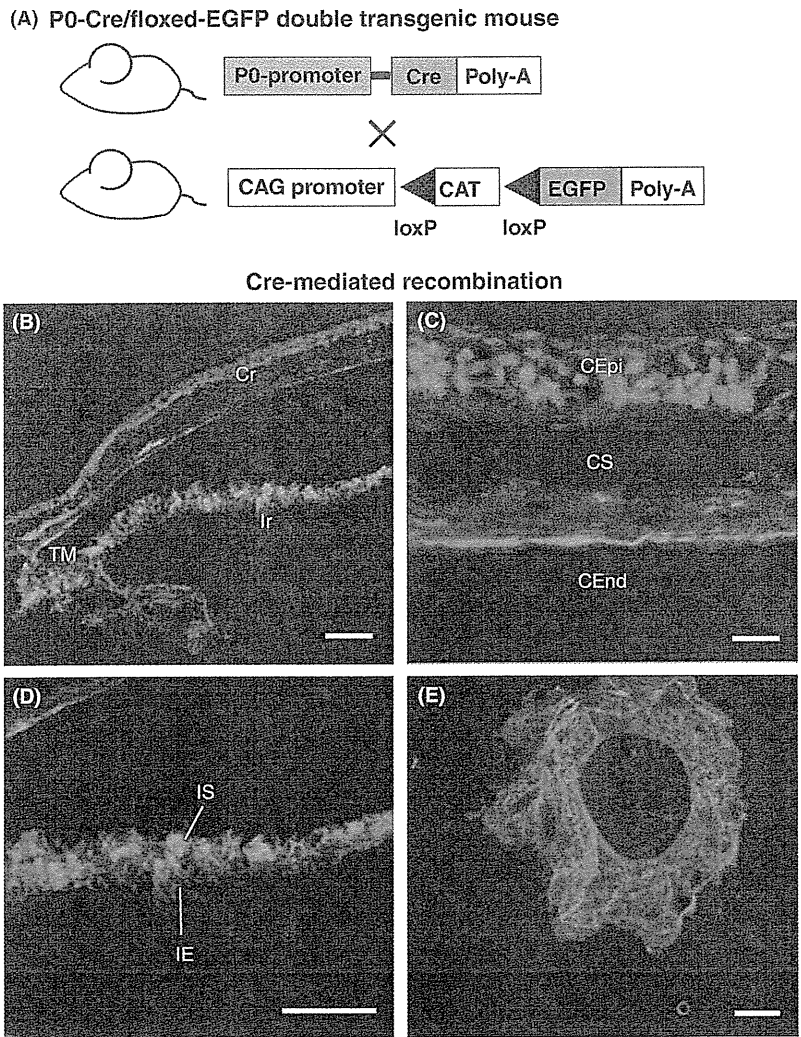 (A) P0-Cre/floxed-EGFP double transgenic mouse
P0-promoter Cre Poly-A
CAG promoter CAT EGFP Poly-A
loxP loxP
Cre-mediated recombination
(B)
Cr
Ir
TM
(C)
CEpi
CS
CEnd
(D)
IS
IE
(E)